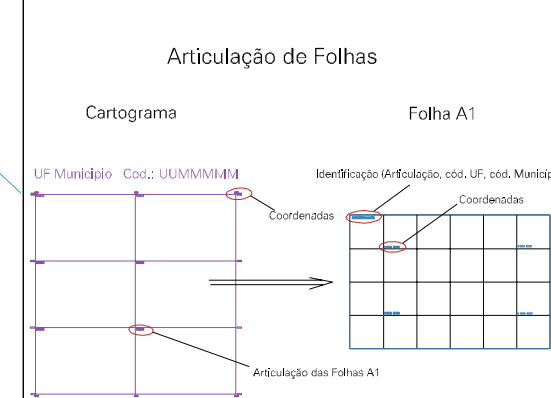 Articulação de Folhas
Cartograma
Folha A1
UF Municipio Cod.: UUMMMMM
Identificação (Articulação, cód. UF, cód. Municíp
Coordenadas
Coordenadas
Articulação das Folhas A1